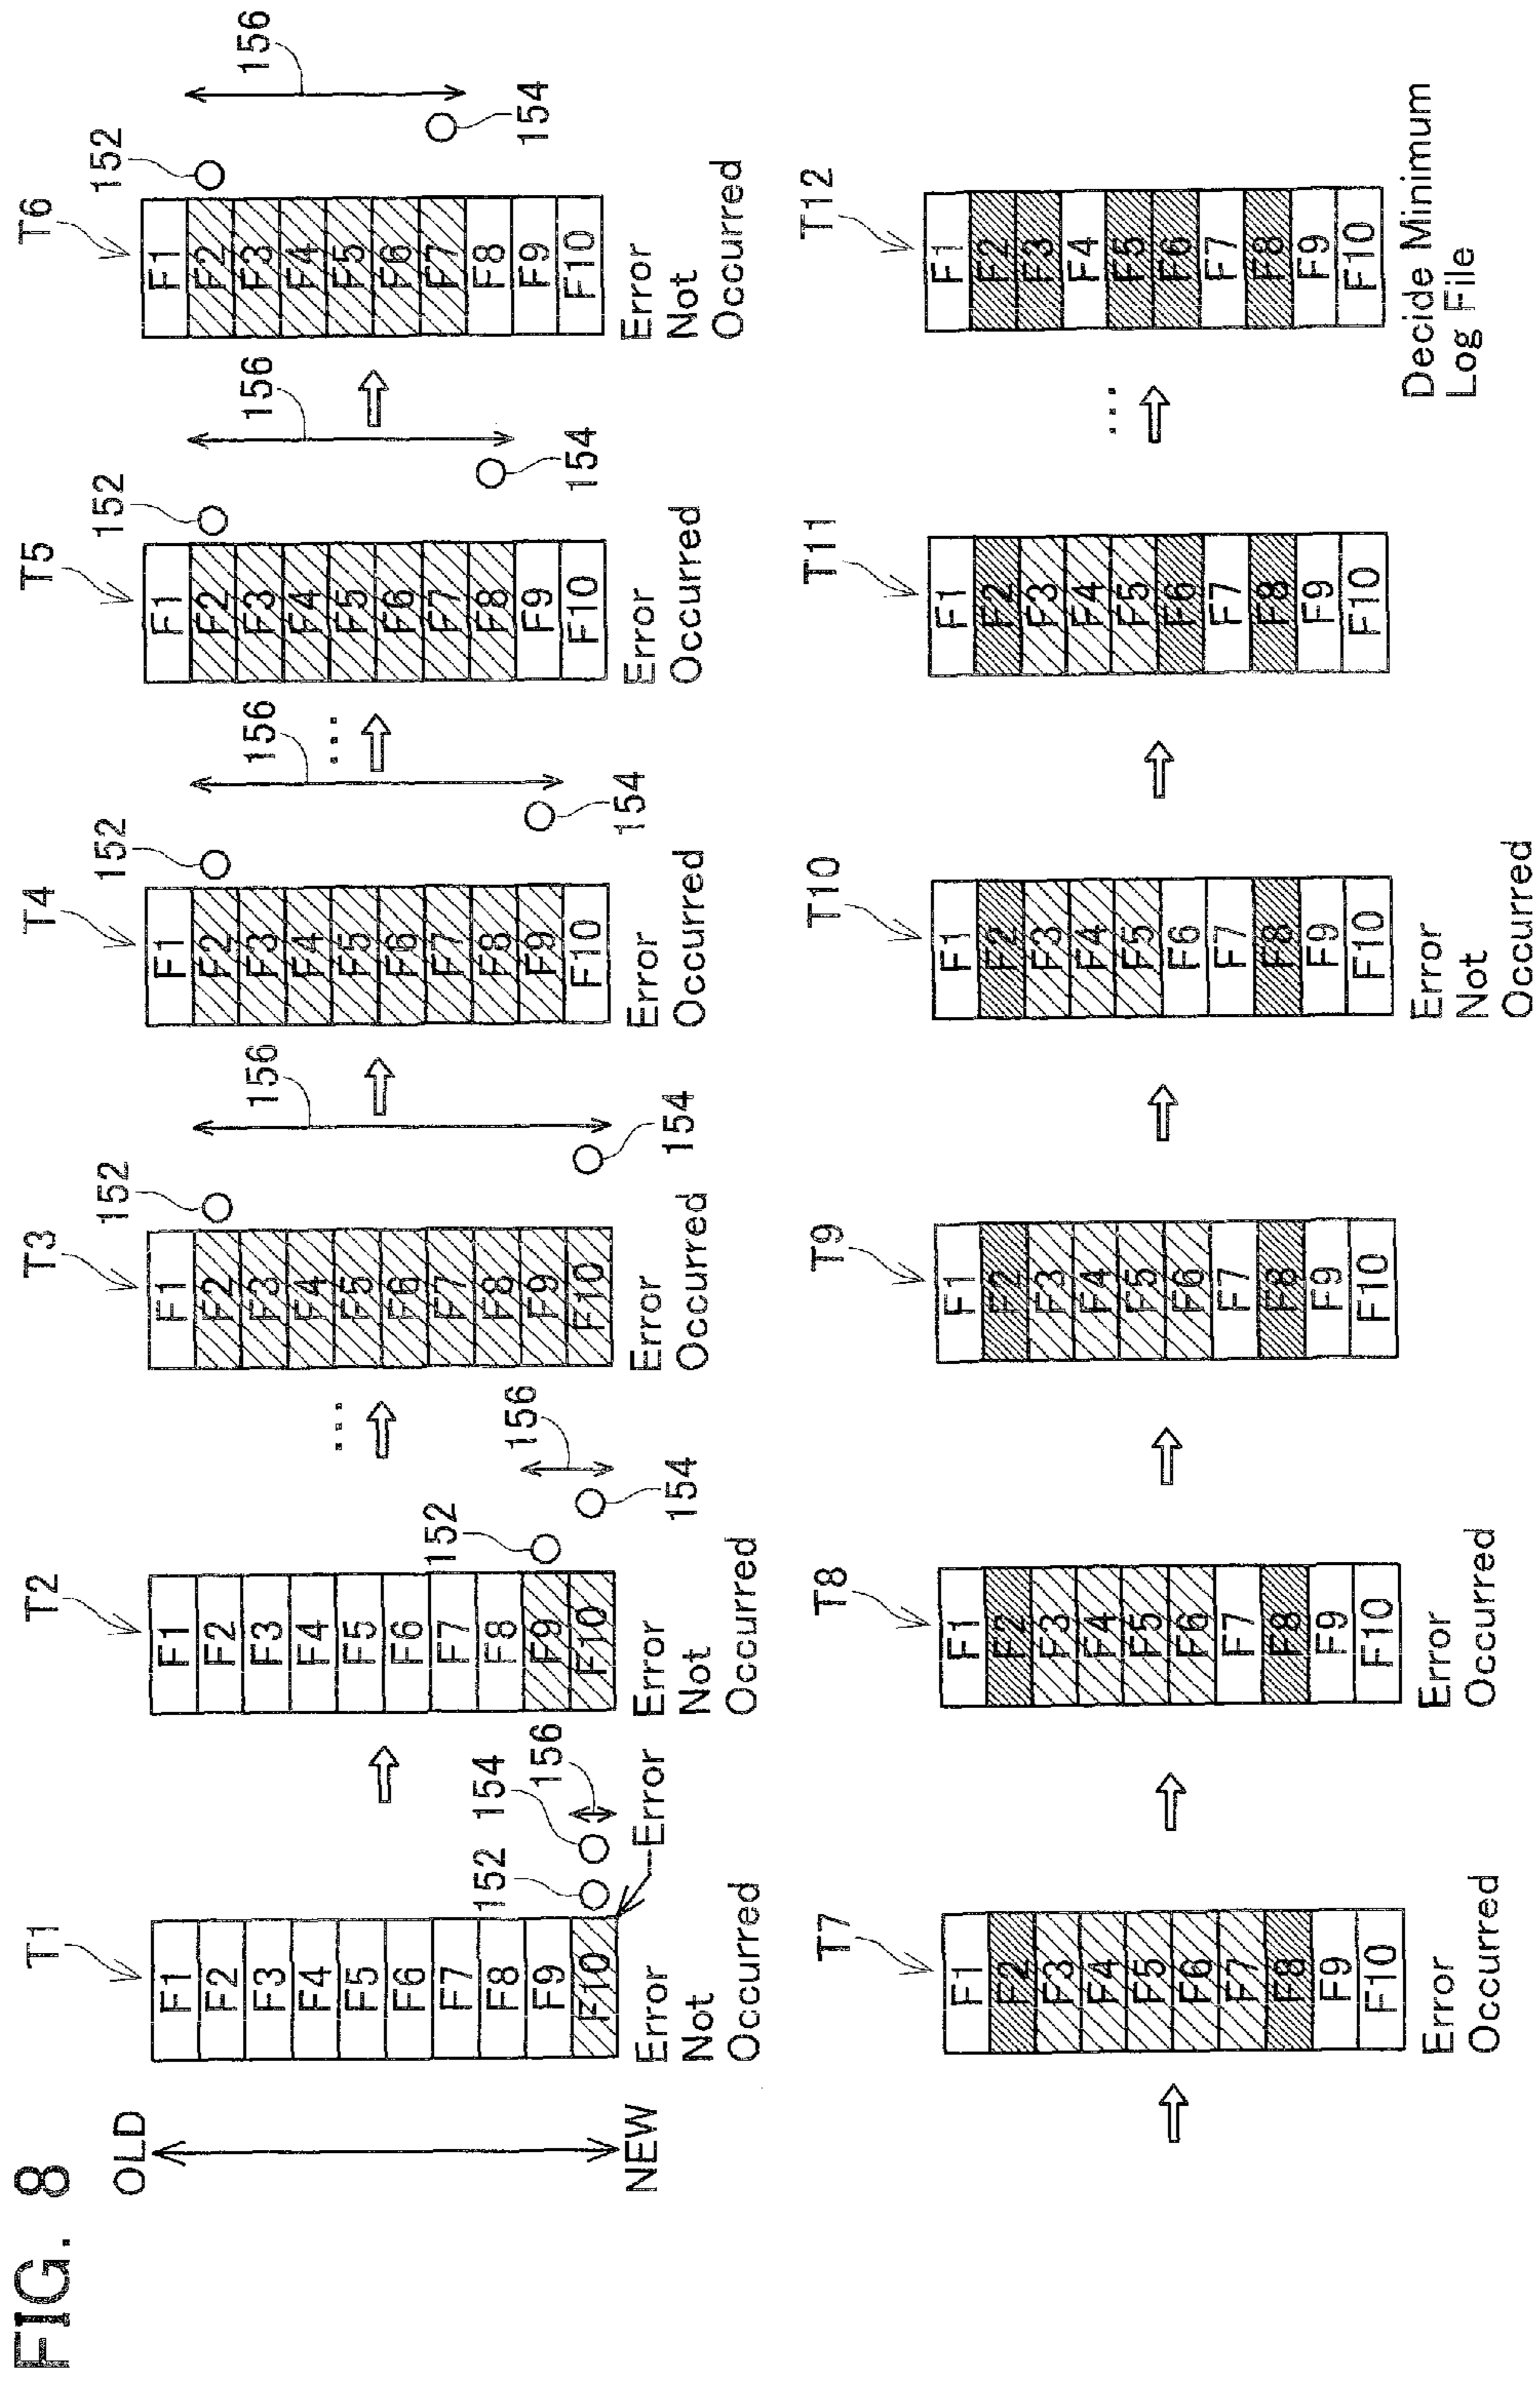 FIG. 8
OLD
NEW
T1
F1
F2
F3
F4
F5
F6
F7
F8
F9
F10
152
154
156
Error
Error
Not
Occurred
T2
F1
F2
F3
F4
F5
F6
F7
F8
F9
F10
152
154
156
Error
Not
Occurred
...
T3
F1
F2
F3
F4
F5
F6
F7
F8
F9
F10
152
154
156
Error
Occurred
T4
F1
F2
F3
F4
F5
F6
F7
F8
F9
F10
152
154
156
Error
Occurred
...
T5
F1
F2
F3
F4
F5
F6
F7
F8
F9
F10
152
154
156
Error
Occurred
T6
F1
F2
F3
F4
F5
F6
F7
F8
F9
F10
152
154
156
Error
Not
Occurred
T7
F1
F2
F3
F4
F5
F6
F7
F8
F9
F10
Error
Occurred
T8
F1
F2
F3
F4
F5
F6
F7
F8
F9
F10
Error
Occurred
T9
F1
F2
F3
F4
F5
F6
F7
F8
F9
F10
T10
F1
F2
F3
F4
F5
F6
F7
F8
F9
F10
Error
Not
Occurred
T11
F1
F2
F3
F4
F5
F6
F7
F8
F9
F10
...
T12
F1
F2
F3
F4
F5
F6
F7
F8
F9
F10
Decide Minimum
Log File